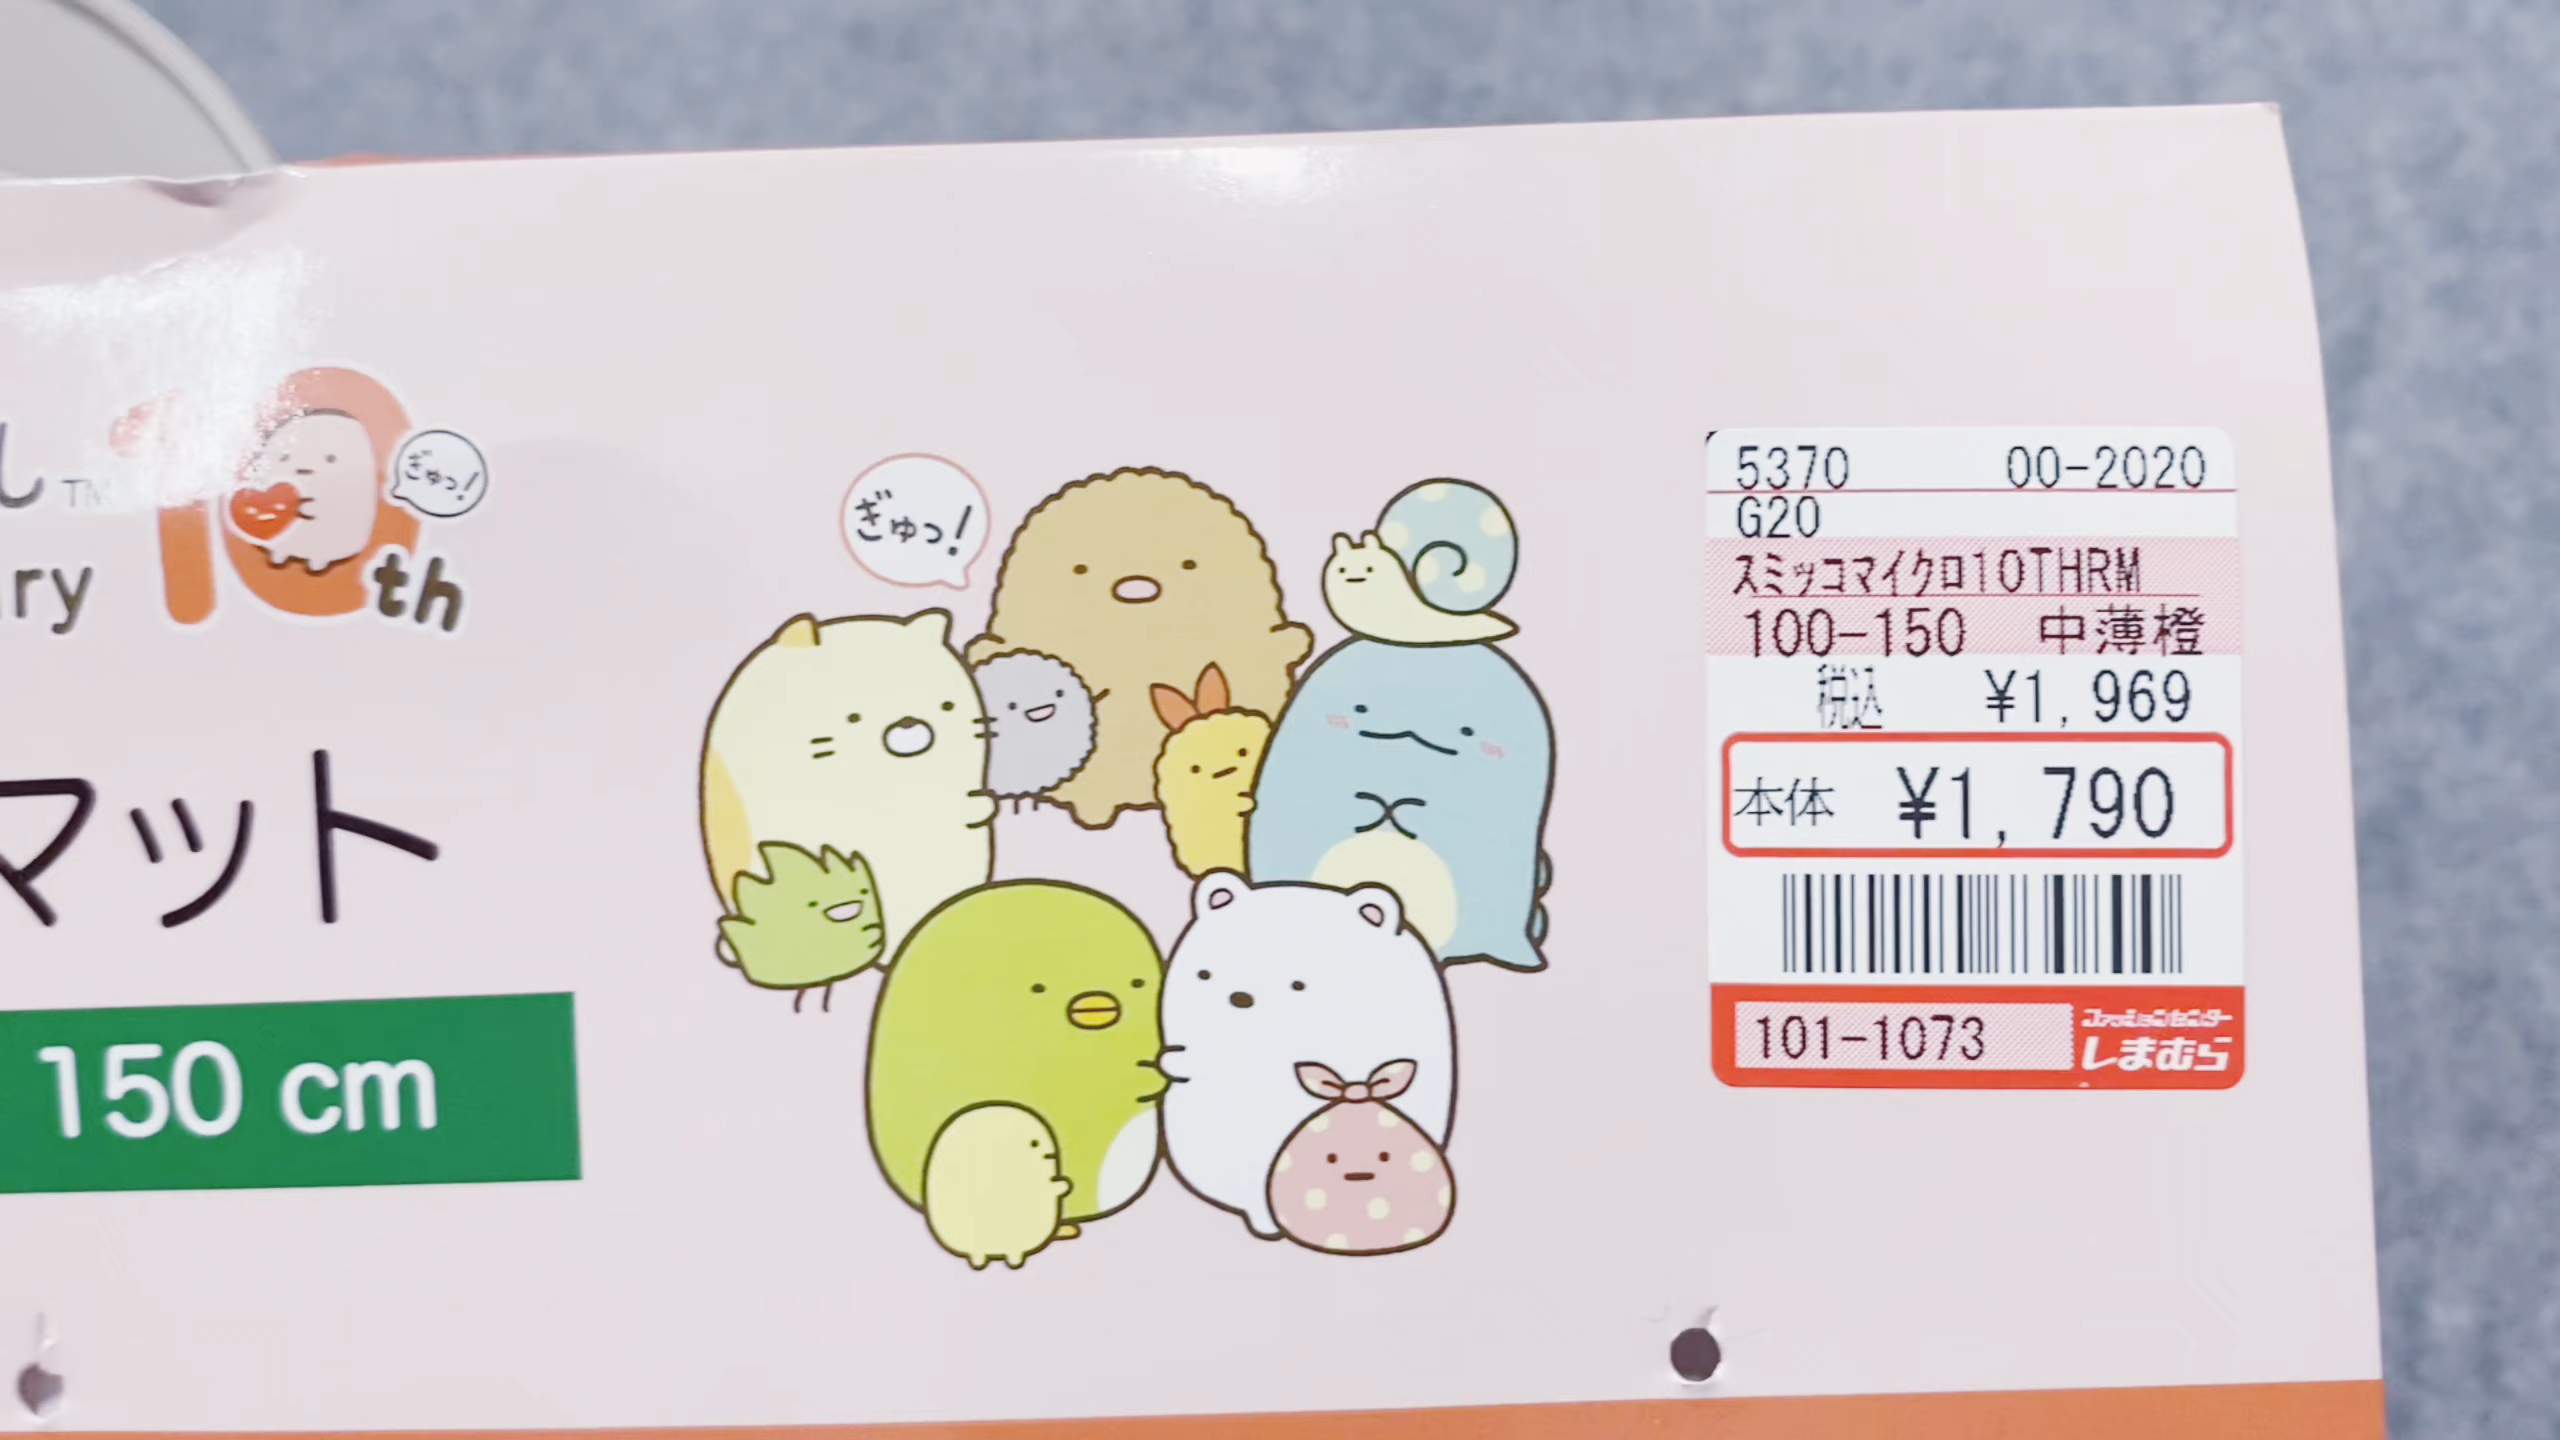 し TM 10th
ぎゅっ!
ry
マット
150 cm
ぎゅっ!
5370 00-2020
G20
スミッコマイクロ10THRM
100-150 中薄橙
税込 ¥1,969
本体 ¥1,790
101-1073
ファッションセンター
しまむら